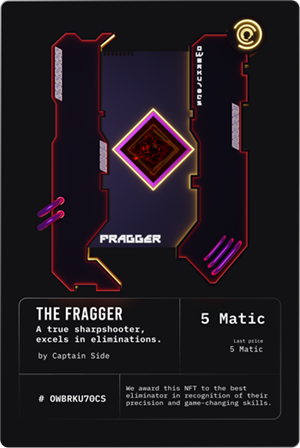 FRAGGER
THE FRAGGER
A true sharpshooter,
excels in eliminations.
by Captain Side
5 Matic
Last price
5 Matic
# OWBRKU70CS
We award this NFT to the best
eliminator in recognition of their
precision and game-changing skills.